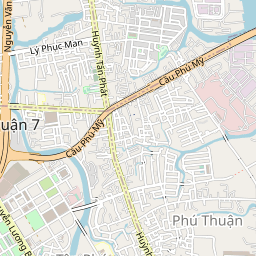 Nguyễn Văn
Lý Phục Man
Huỳnh Tấn Phát
Cầu Phú Mỹ
uận 7
Cầu Phú Mỹ
Phú Thuận
uyễn Lương B
Huỳnh